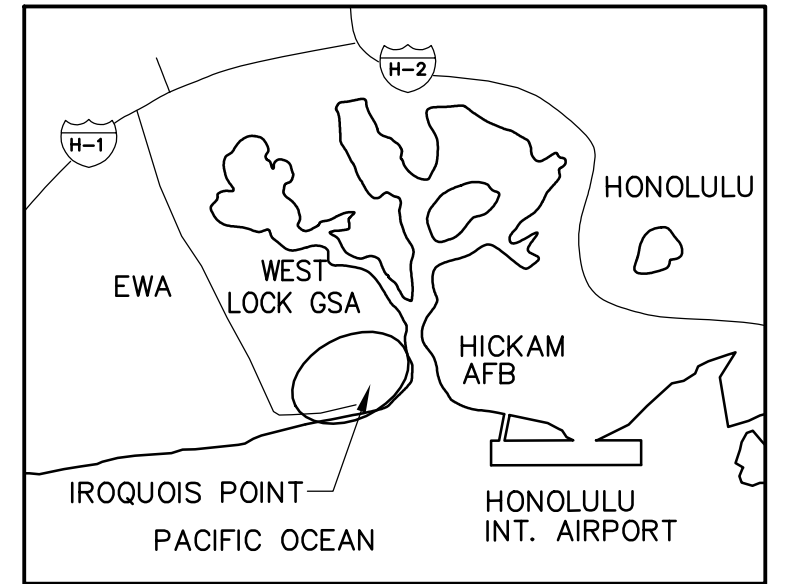 H-2
H-1
HONOLULU
EWA
WEST
LOCK GSA
HICKAM
AFB
IROQUOIS POINT
HONOLULU
INT. AIRPORT
PACIFIC OCEAN